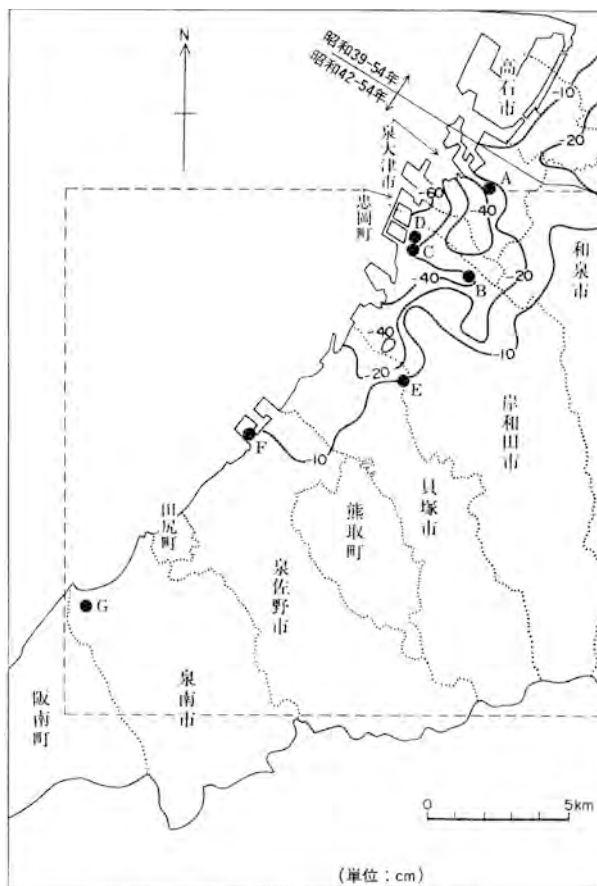 N
昭和39-54年
昭和42-54年
高石市
-10
-20
泉大津市
忠岡町
-60
A
-40
D
C
B
-20
和泉市
-40
-40
-10
-20
E
岸和田市
F
-10
貝塚市
熊取町
田尻町
泉佐野市
G
泉南市
阪南町
0
5km
(単位:cm)